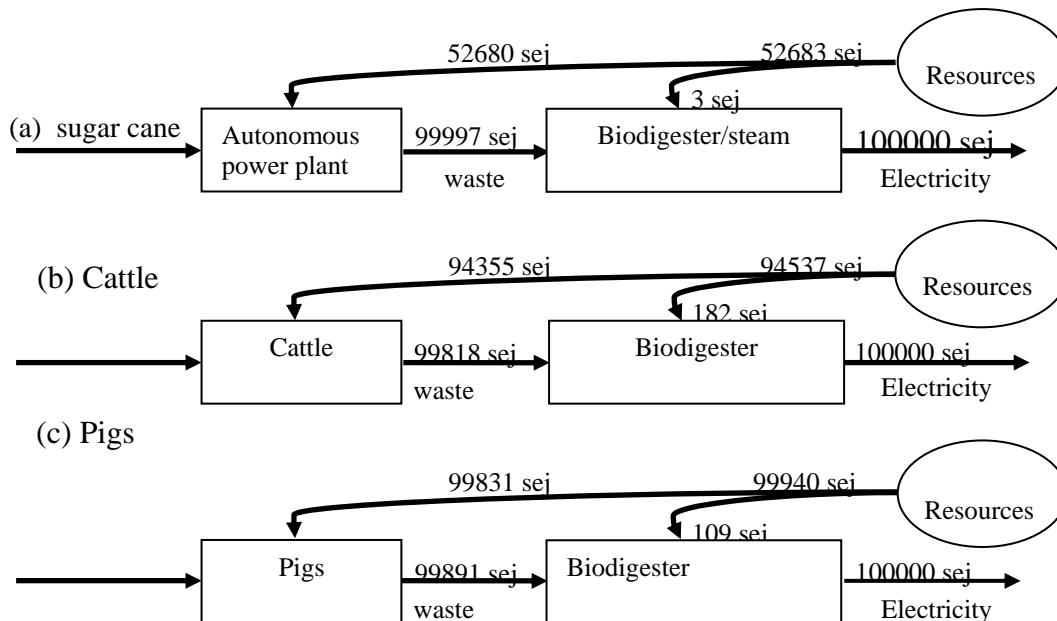 52680 sej
52683 sej
Resources
3 sej
(a) sugar cane
Autonomous
power plant
99997 sej
waste
Biodigester/steam
100000 sej
Electricity
(b) Cattle
94355 sej
94537 sej
Resources
182 sej
Cattle
99818 sej
waste
Biodigester
100000 sej
Electricity
(c) Pigs
99831 sej
99940 sej
Resources
109 sej
Pigs
99891 sej
waste
Biodigester
100000 sej
Electricity